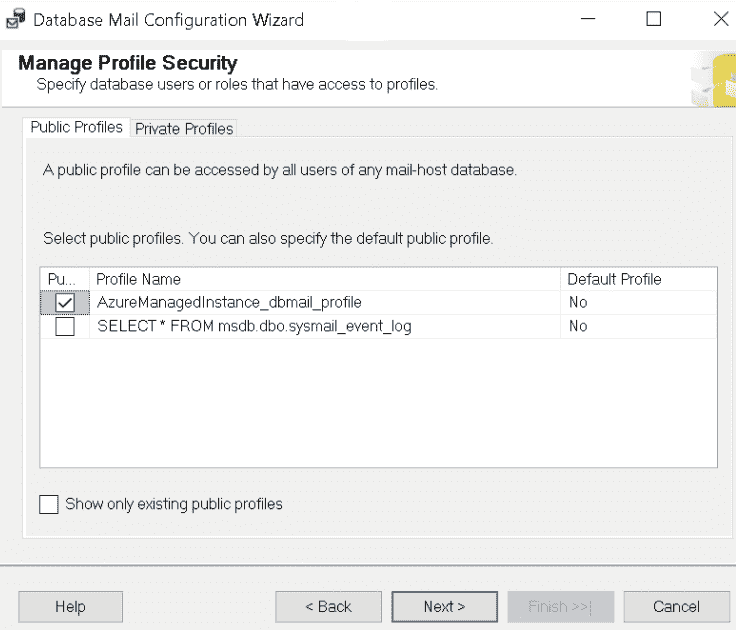 Database Mail Configuration Wizard
Manage Profile Security
Specify database users or roles that have access to profiles.
Public Profiles Private Profiles
A public profile can be accessed by all users of any mail-host database.
Select public profiles. You can also specify the default public profile.
Pu... Profile Name Default Profile
AzureManagedInstance_dbmail_profile No
SELECT * FROM msdb.dbo.sysmail_event_log No
Show only existing public profiles
Help < Back Next > Finish >>| Cancel